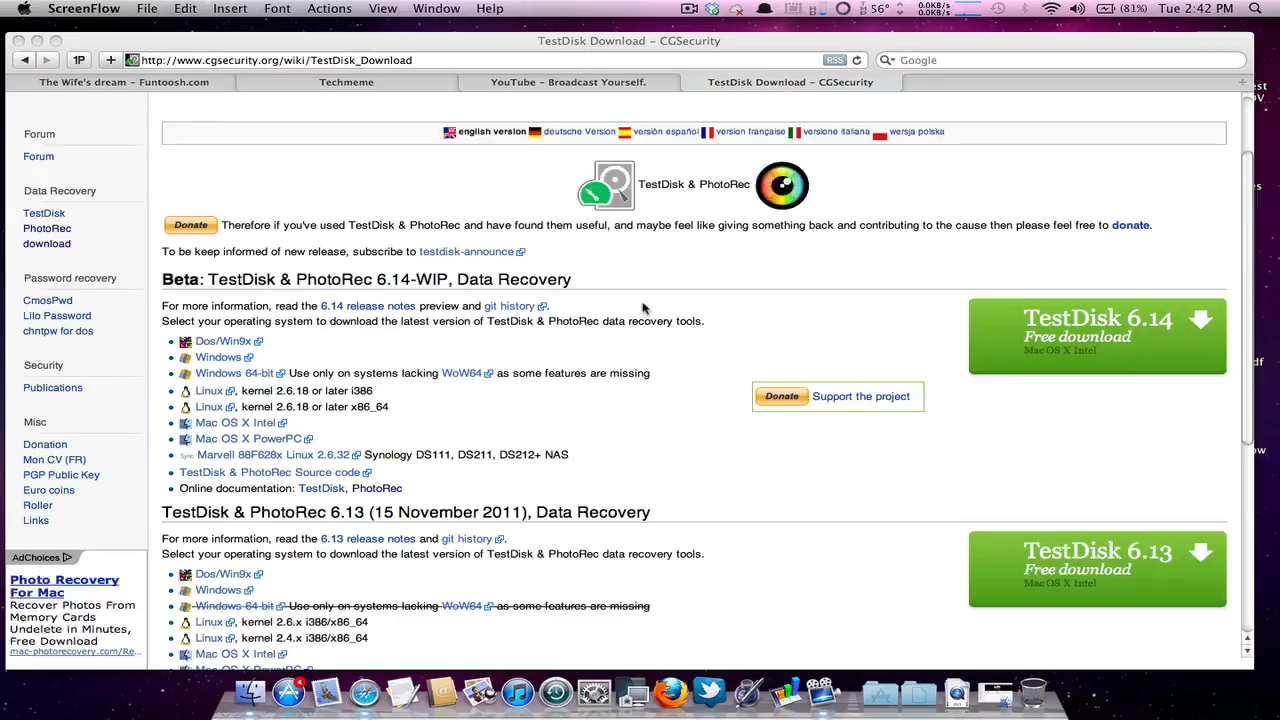 ScreenFlow File Edit Insert Font Actions View Window Help 56° 0.0KB/s 0.0KB/s (81%) Tue 2:42 PM
TestDisk Download – CGSecurity
1P + http://www.cgsecurity.org/wiki/TestDisk_Download RSS Google
The Wife's dream – Funtoosh.com Techmeme YouTube – Broadcast Yourself. TestDisk Download – CGSecurity
Forum
Forum
Data Recovery
TestDisk
PhotoRec
download
Password recovery
CmosPwd
Lilo Password
chntpw for dos
Security
Publications
Misc
Donation
Mon CV (FR)
PGP Public Key
Euro coins
Roller
Links
AdChoices
Photo Recovery
For Mac
Recover Photos From
Memory Cards
Undelete in Minutes,
Free Download
mac-photorecovery.com/Re...
english version deutsche Version versión español version française versione italiana wersja polska
TestDisk & PhotoRec
Donate Therefore if you've used TestDisk & PhotoRec and have found them useful, and maybe feel like giving something back and contributing to the cause then please feel free to donate.
To be keep informed of new release, subscribe to testdisk-announce
Beta: TestDisk & PhotoRec 6.14-WIP, Data Recovery
For more information, read the 6.14 release notes preview and git history.
Select your operating system to download the latest version of TestDisk & PhotoRec data recovery tools.
Dos/Win9x
Windows
Windows 64-bit Use only on systems lacking WoW64 as some features are missing
Linux, kernel 2.6.18 or later i386
Linux, kernel 2.6.18 or later x86_64
Mac OS X Intel
Mac OS X PowerPC
Sync Marvell 88F628x Linux 2.6.32 Synology DS111, DS211, DS212+ NAS
TestDisk & PhotoRec Source code
Online documentation: TestDisk, PhotoRec
TestDisk 6.14
Free download
Mac OS X Intel
Donate Support the project
TestDisk & PhotoRec 6.13 (15 November 2011), Data Recovery
For more information, read the 6.13 release notes and git history.
Select your operating system to download the latest version of TestDisk & PhotoRec data recovery tools.
Dos/Win9x
Windows
Windows 64-bit Use only on systems lacking WoW64 as some features are missing
Linux, kernel 2.6.x i386/x86_64
Linux, kernel 2.4.x i386/x86_64
Mac OS X Intel
Mac OS X PowerPC
TestDisk 6.13
Free download
Mac OS X Intel
4